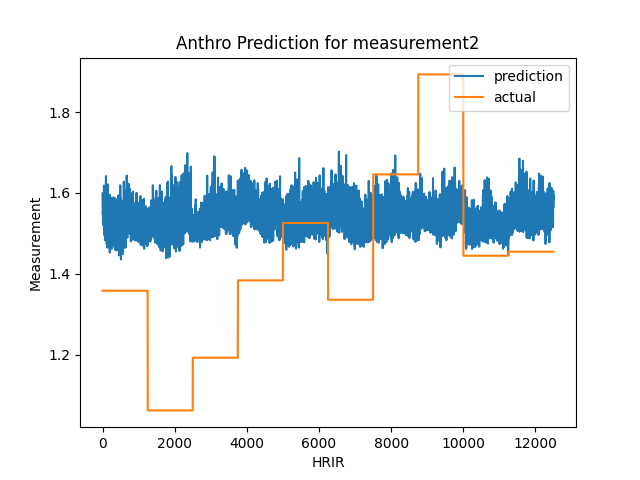 Anthro Prediction for measurement2
prediction
actual
Measurement
1.8
1.6
1.4
1.2
0 2000 4000 6000 8000 10000 12000
HRIR